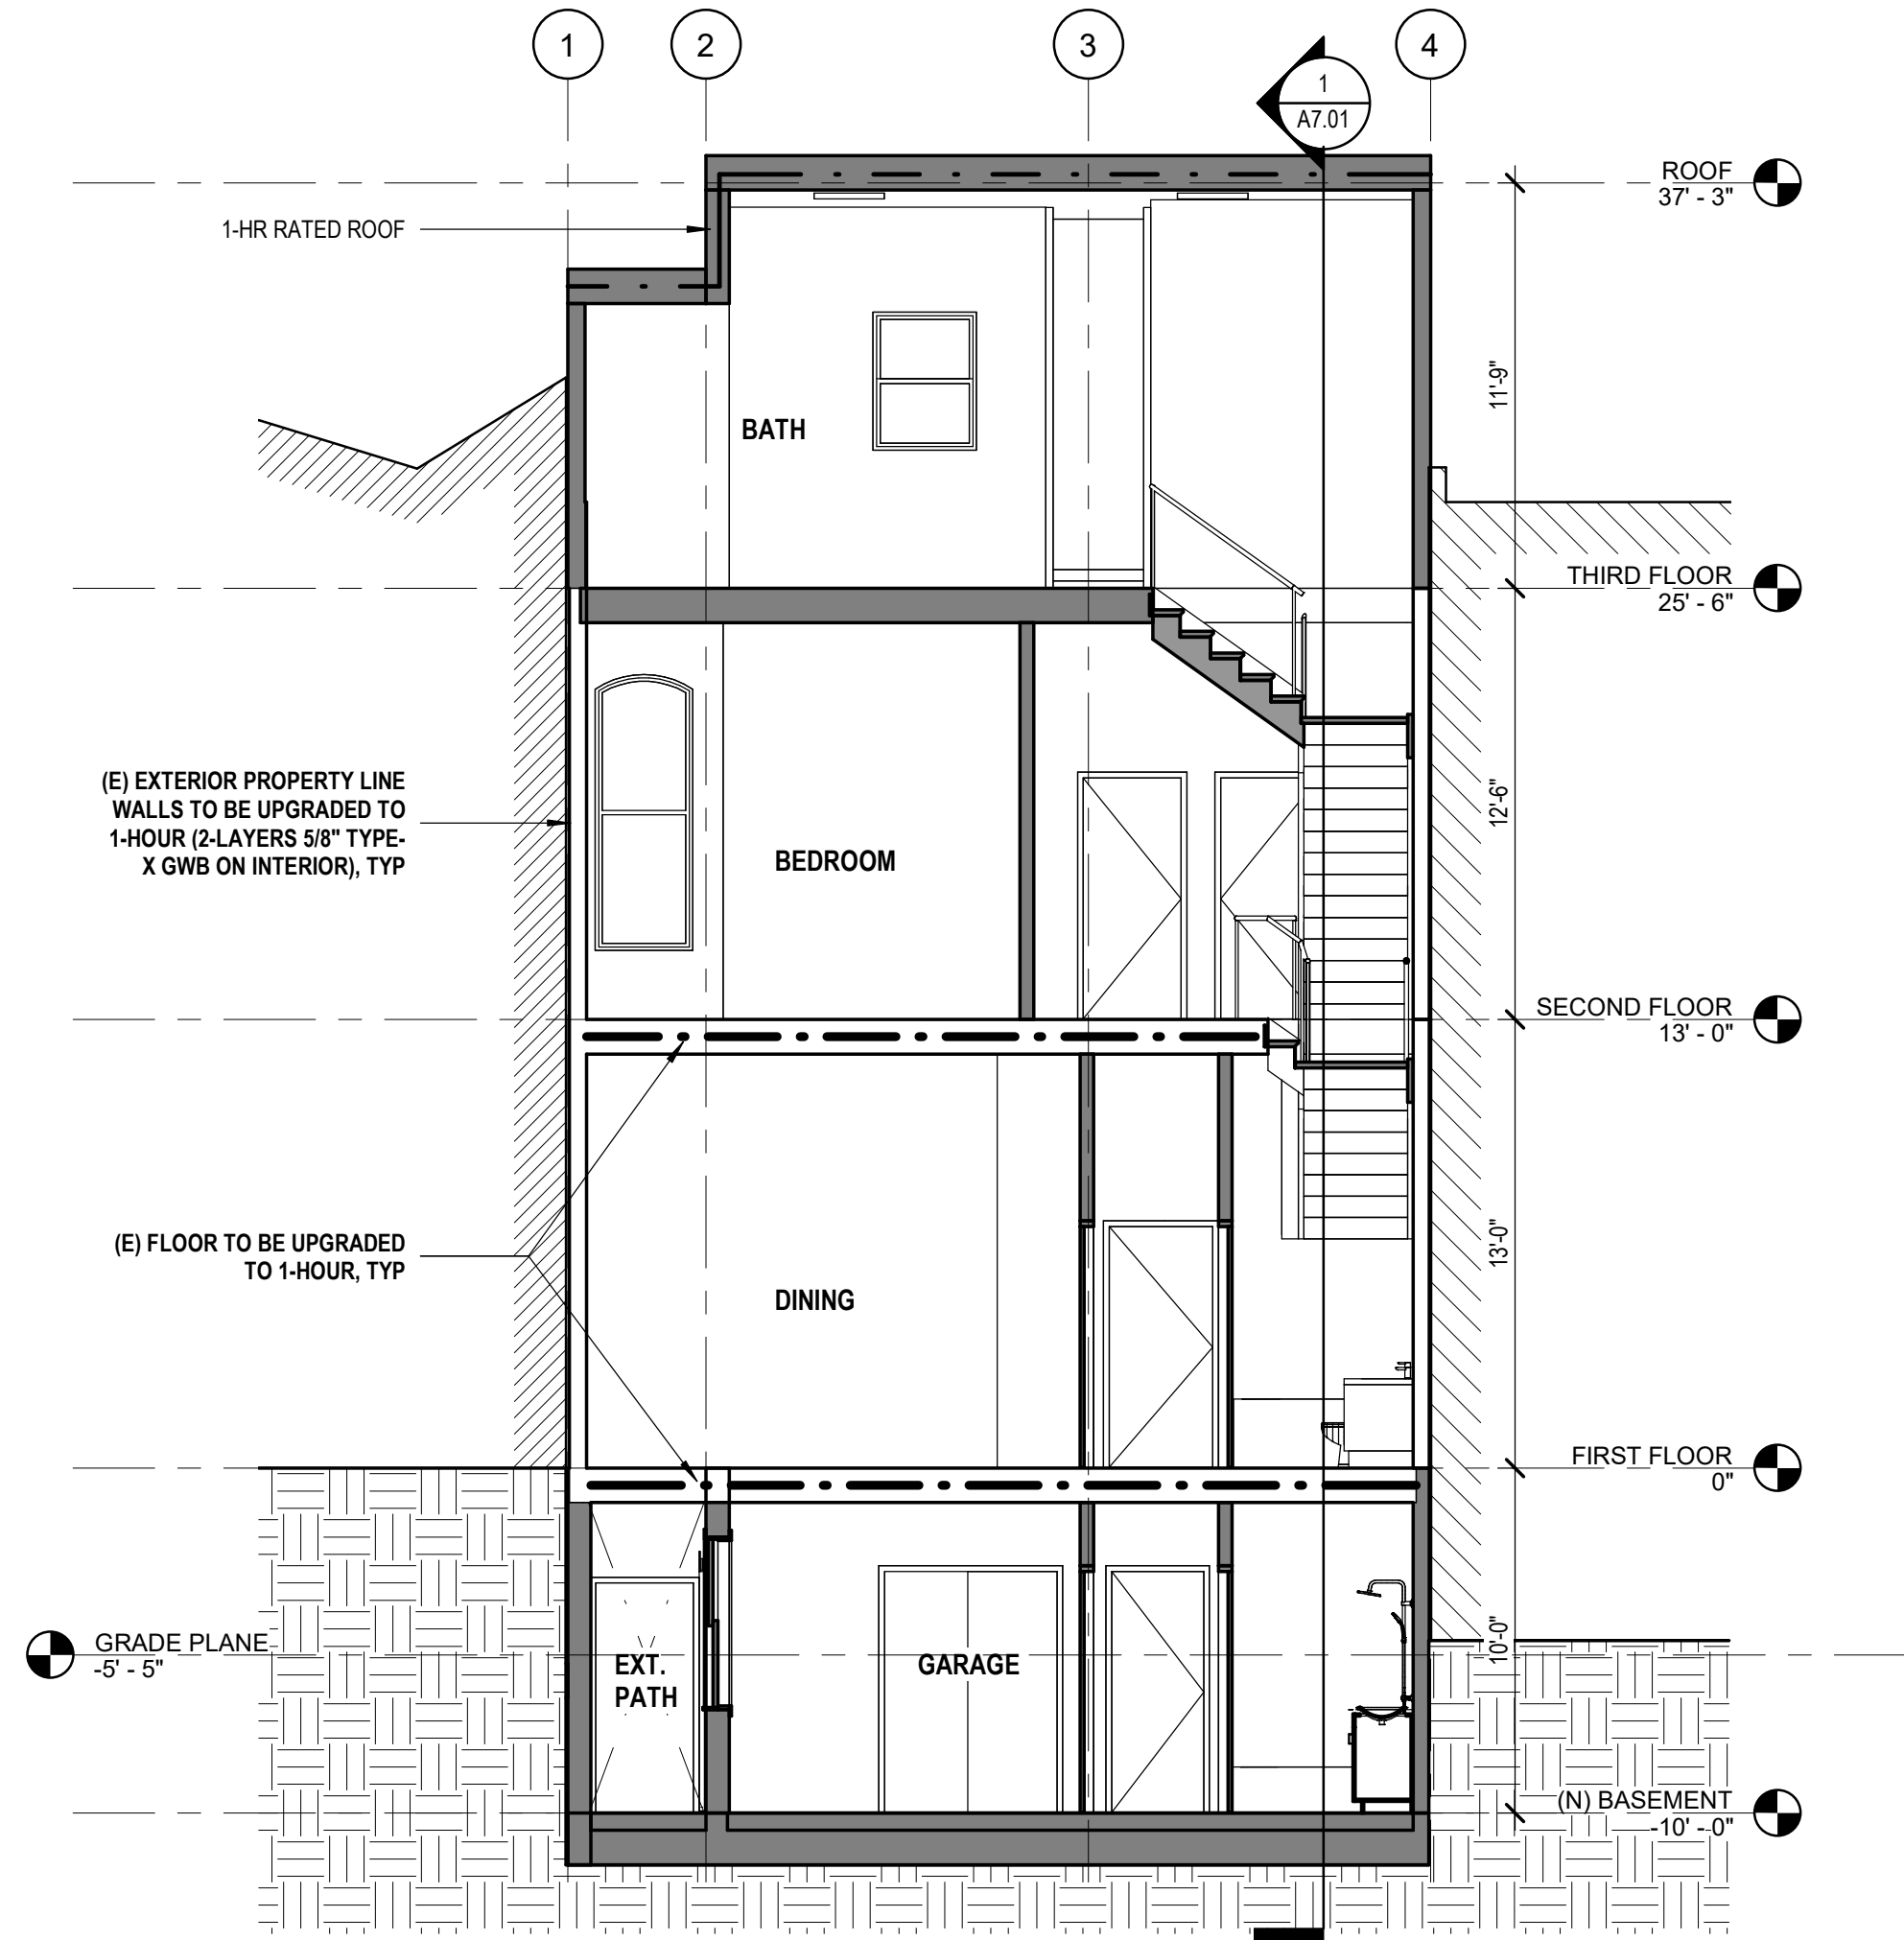 1
2
3
4
1
A7.01
ROOF
37' - 3"
1-HR RATED ROOF
11'-9"
BATH
THIRD FLOOR
25' - 6"
(E) EXTERIOR PROPERTY LINE
WALLS TO BE UPGRADED TO
1-HOUR (2-LAYERS 5/8" TYPE-
X GWB ON INTERIOR), TYP
12'-6"
BEDROOM
SECOND FLOOR
13' - 0"
(E) FLOOR TO BE UPGRADED
TO 1-HOUR, TYP
13'-0"
DINING
FIRST FLOOR
0"
GRADE PLANE
-5' - 5"
EXT.
PATH
GARAGE
10'-0"
(N) BASEMENT
-10' - 0"